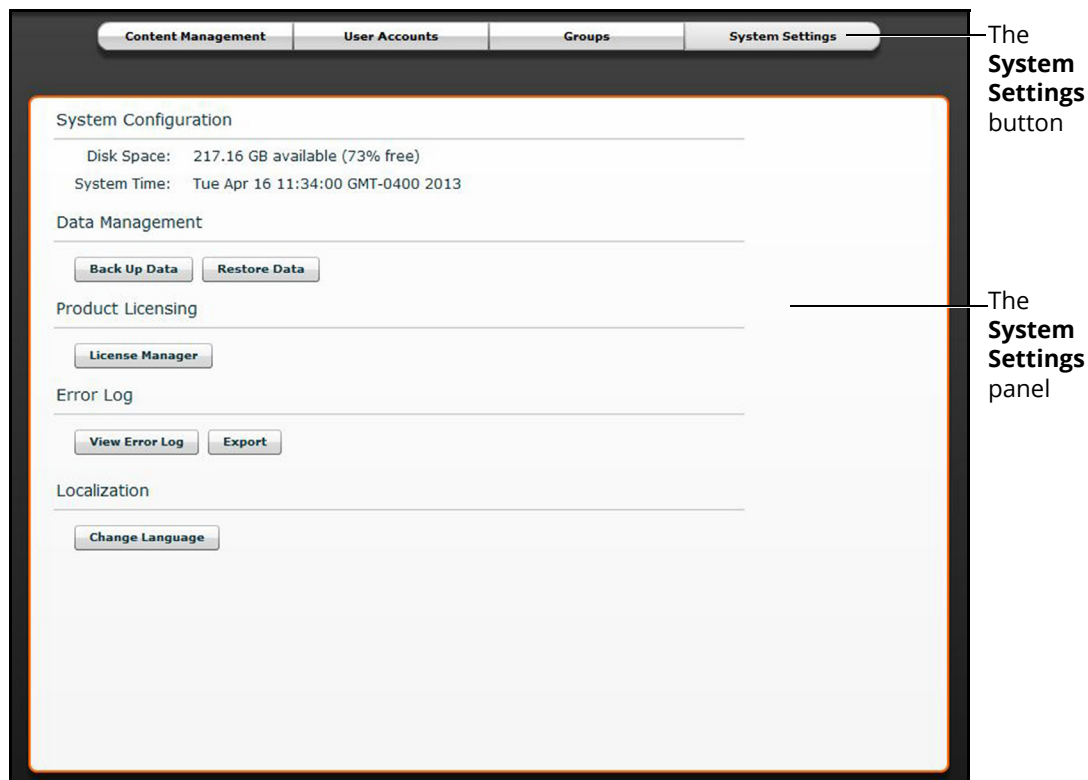 Content Management
User Accounts
Groups
System Settings
The
System
Settings
button
System Configuration
Disk Space: 217.16 GB available (73% free)
System Time: Tue Apr 16 11:34:00 GMT-0400 2013
Data Management
Back Up Data
Restore Data
Product Licensing
The
System
Settings
panel
License Manager
Error Log
View Error Log
Export
Localization
Change Language